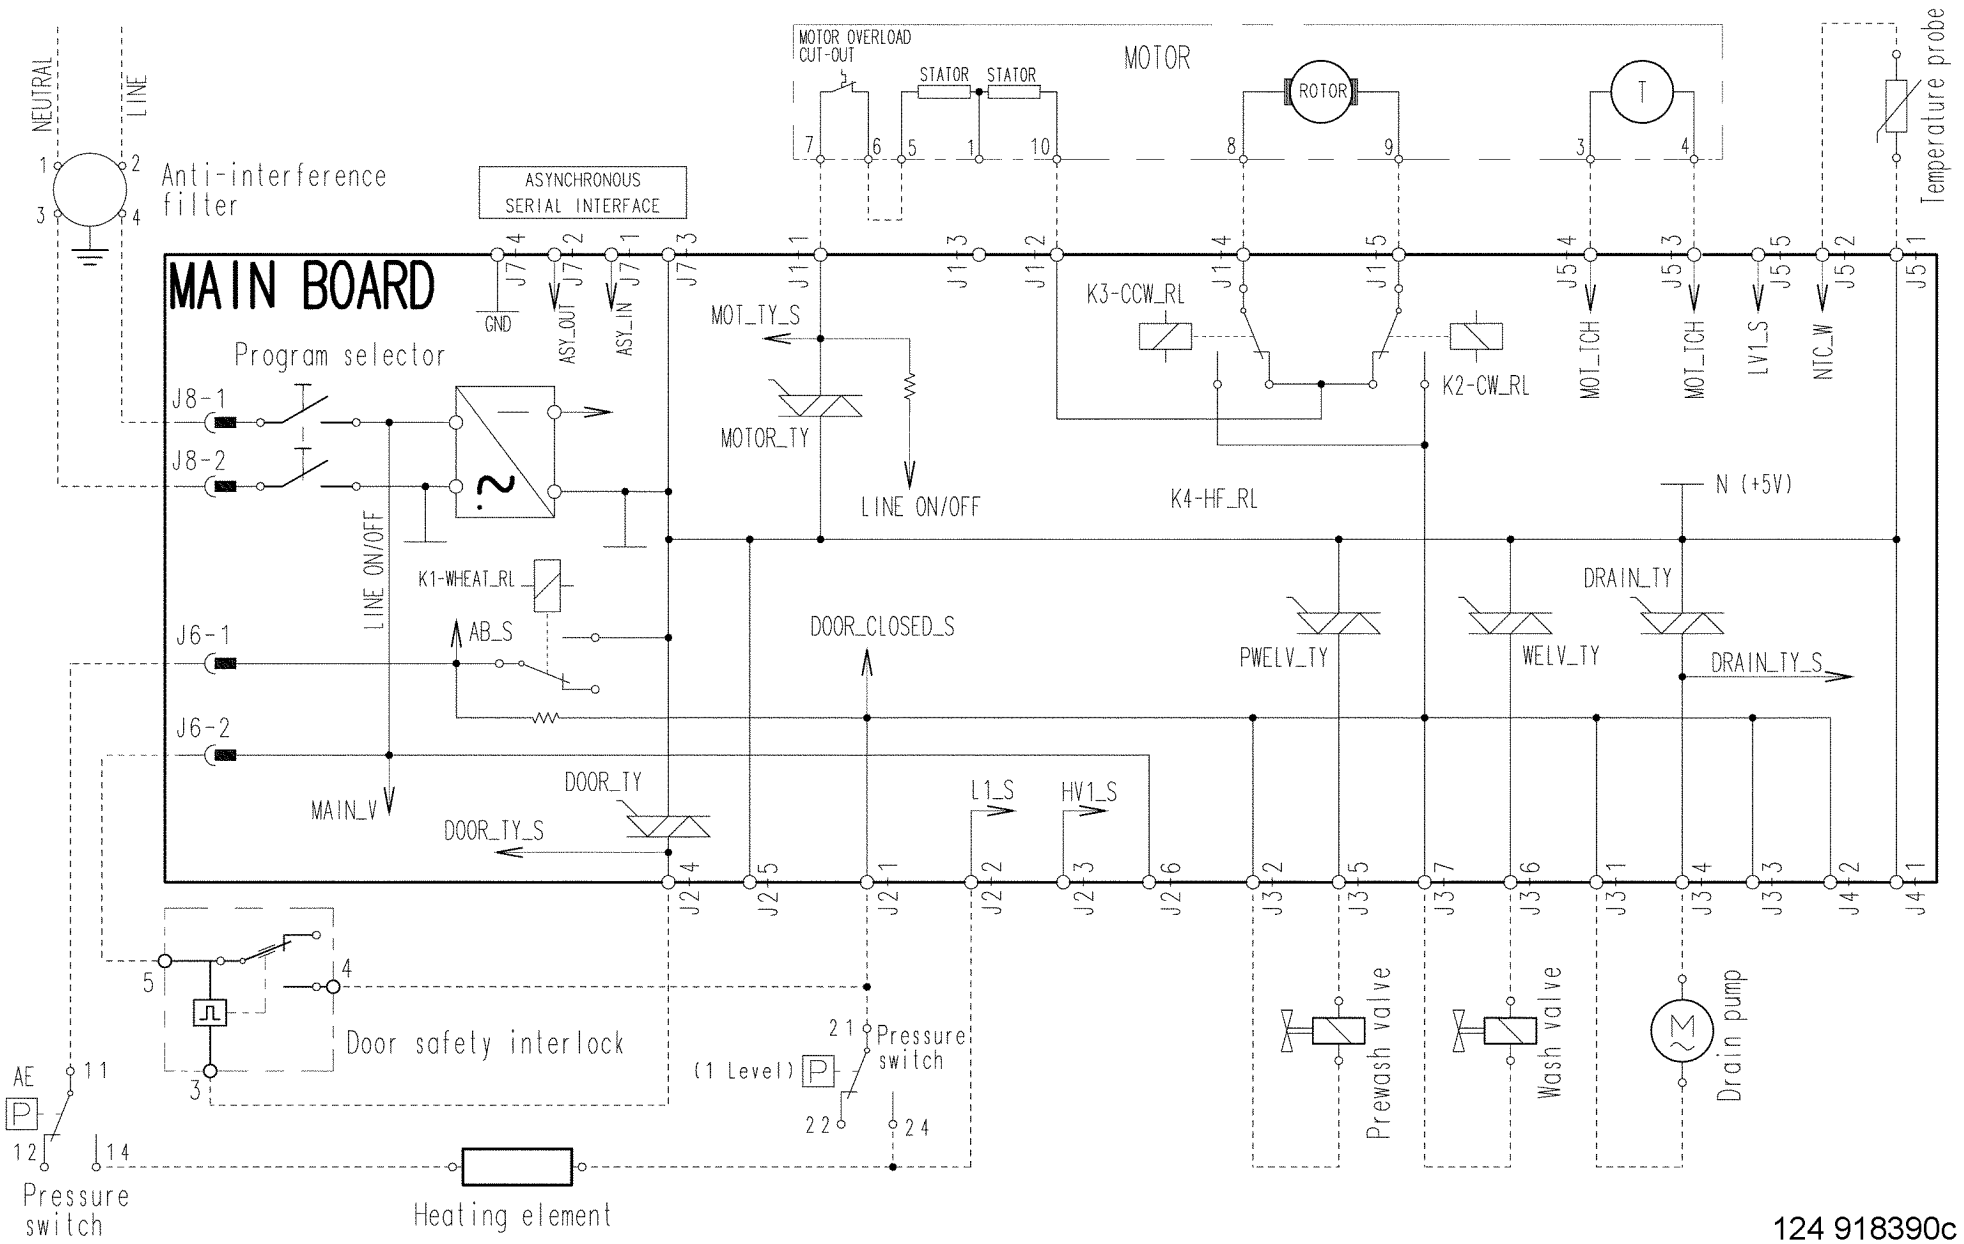 NEUTRAL
LINE
1
2
3
4
Anti-interference
filter
ASYNCHRONOUS
SERIAL INTERFACE
MOTOR OVERLOAD
CUT-OUT
STATOR
STATOR
MOTOR
ROTOR
T
7
6
5
1
10
8
9
3
4
Temperature probe
MAIN BOARD
J7-4
J7-2
J7-1
J7-3
J1-1
J1-3
J1-2
J1-4
J1-5
J5-4
J5-3
J5-5
J5-2
J5-1
GND
ASY_OUT
ASY_IN
MOT_TY_S
K3-CCW_RL
K2-CW_RL
MOT_TCH
MOT_TCH
LV1_S
NTC_W
Program selector
J8-1
J8-2
~
MOTOR_TY
LINE ON/OFF
K4-HF_RL
N (+5V)
LINE ON/OFF
K1-WHEAT_RL
J6-1
AB_S
DOOR_CLOSED_S
PWELV_TY
WELV_TY
DRAIN_TY
DRAIN_TY_S
J6-2
MAIN_V
DOOR_TY
DOOR_TY_S
L1_S
HV1_S
J2-4
J2-5
J2-1
J2-2
J2-3
J2-6
J3-2
J3-5
J3-7
J3-6
J3-1
J3-4
J3-3
J4-2
J4-1
5
4
3
Door safety interlock
21
Pressure
switch
(1 Level)
P
22
24
Prewash valve
Wash valve
M
~
Drain pump
AE
11
P
12
14
Pressure
switch
Heating element
124 918390c